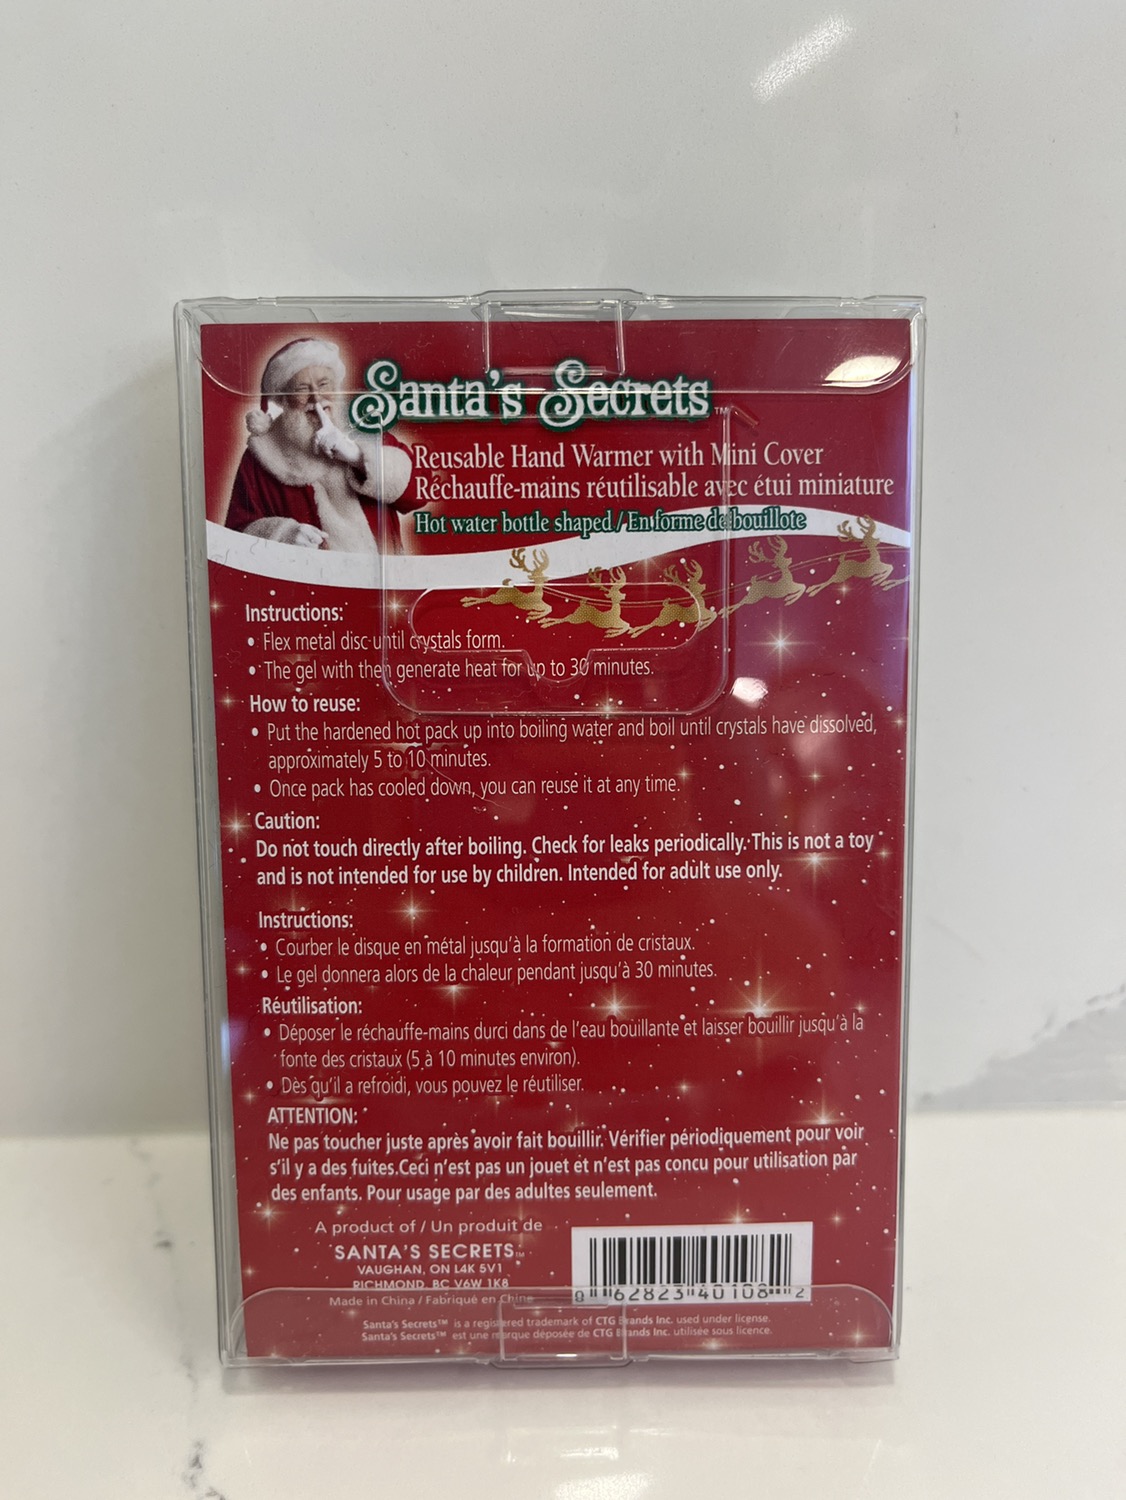 Santa's Secrets™
Reusable Hand Warmer with Mini Cover
Réchauffe-mains réutilisable avec étui miniature
Hot water bottle shaped / En forme de bouillote
Instructions:
• Flex metal disc until crystals form.
• The gel with then generate heat for up to 30 minutes.
How to reuse:
• Put the hardened hot pack up into boiling water and boil until crystals have dissolved,
approximately 5 to 10 minutes.
• Once pack has cooled down, you can reuse it at any time.
Caution:
Do not touch directly after boiling. Check for leaks periodically. This is not a toy
and is not intended for use by children. Intended for adult use only.
Instructions:
• Courber le disque en métal jusqu'à la formation de cristaux.
• Le gel donnera alors de la chaleur pendant jusqu'à 30 minutes.
Réutilisation:
• Déposer le réchauffe-mains durci dans de l'eau bouillante et laisser bouillir jusqu'à la
fonte des cristaux (5 à 10 minutes environ).
• Dès qu'il a refroidi, vous pouvez le réutiliser.
ATTENTION:
Ne pas toucher juste après avoir fait bouillir. Vérifier périodiquement pour voir
s'il y a des fuites.Ceci n'est pas un jouet et n'est pas concu pour utilisation par
des enfants. Pour usage par des adultes seulement.
A product of / Un produit de
SANTA'S SECRETS™
VAUGHAN, ON L4K 5V1
RICHMOND, BC V6W 1K8
Made in China / Fabriqué en Chine
0 62823 40108 2
Santa's Secrets™ is a registered trademark of CTG Brands Inc. used under license.
Santa's Secrets™ est une marque déposée de CTG Brands Inc. utilisée sous licence.